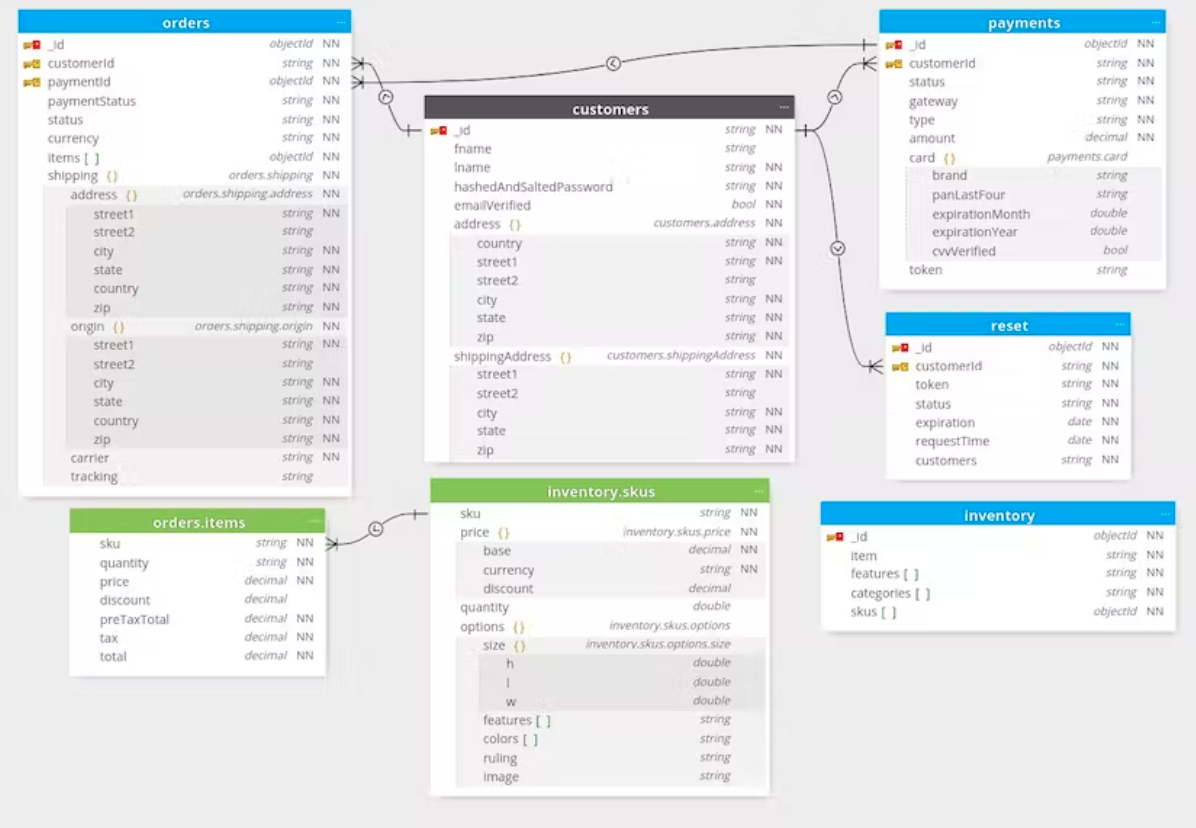 orders ...
_id objectId NN
customerId string NN
paymentId objectId NN
paymentStatus string NN
status string NN
currency string NN
items [ ] objectId NN
shipping {} orders.shipping NN
address {} orders.shipping.address NN
street1 string NN
street2 string
city string NN
state string NN
country string NN
zip string NN
origin {} orders.shipping.origin NN
street1 string NN
street2 string
city string NN
state string NN
country string NN
zip string NN
carrier string NN
tracking string
customers ...
_id string NN
fname string
lname string NN
hashedAndSaltedPassword string NN
emailVerified bool NN
address {} customers.address NN
country string NN
street1 string NN
street2 string
city string NN
state string NN
zip string NN
shippingAddress {} customers.shippingAddress NN
street1 string NN
street2 string
city string NN
state string NN
zip string NN
payments ...
_id objectId NN
customerId string NN
status string NN
gateway string NN
type string NN
amount decimal NN
card {} payments.card
brand string
panLastFour string
expirationMonth double
expirationYear double
cvvVerified bool
token string
reset ...
_id objectId NN
customerId string NN
token string NN
status string NN
expiration date NN
requestTime date NN
customers string NN
orders.items ...
sku string NN
quantity string NN
price decimal NN
discount decimal
preTaxTotal decimal NN
tax decimal NN
total decimal NN
inventory.skus ...
sku string NN
price {} inventory.skus.price NN
base decimal NN
currency string NN
discount decimal
quantity double
options {} inventory.skus.options
size {} inventory.skus.options.size
h double
l double
w double
features [ ] string
colors [ ] string
ruling string
image string
inventory ...
_id objectId NN
item string NN
features [ ] string NN
categories [ ] string NN
skus [ ] objectId NN